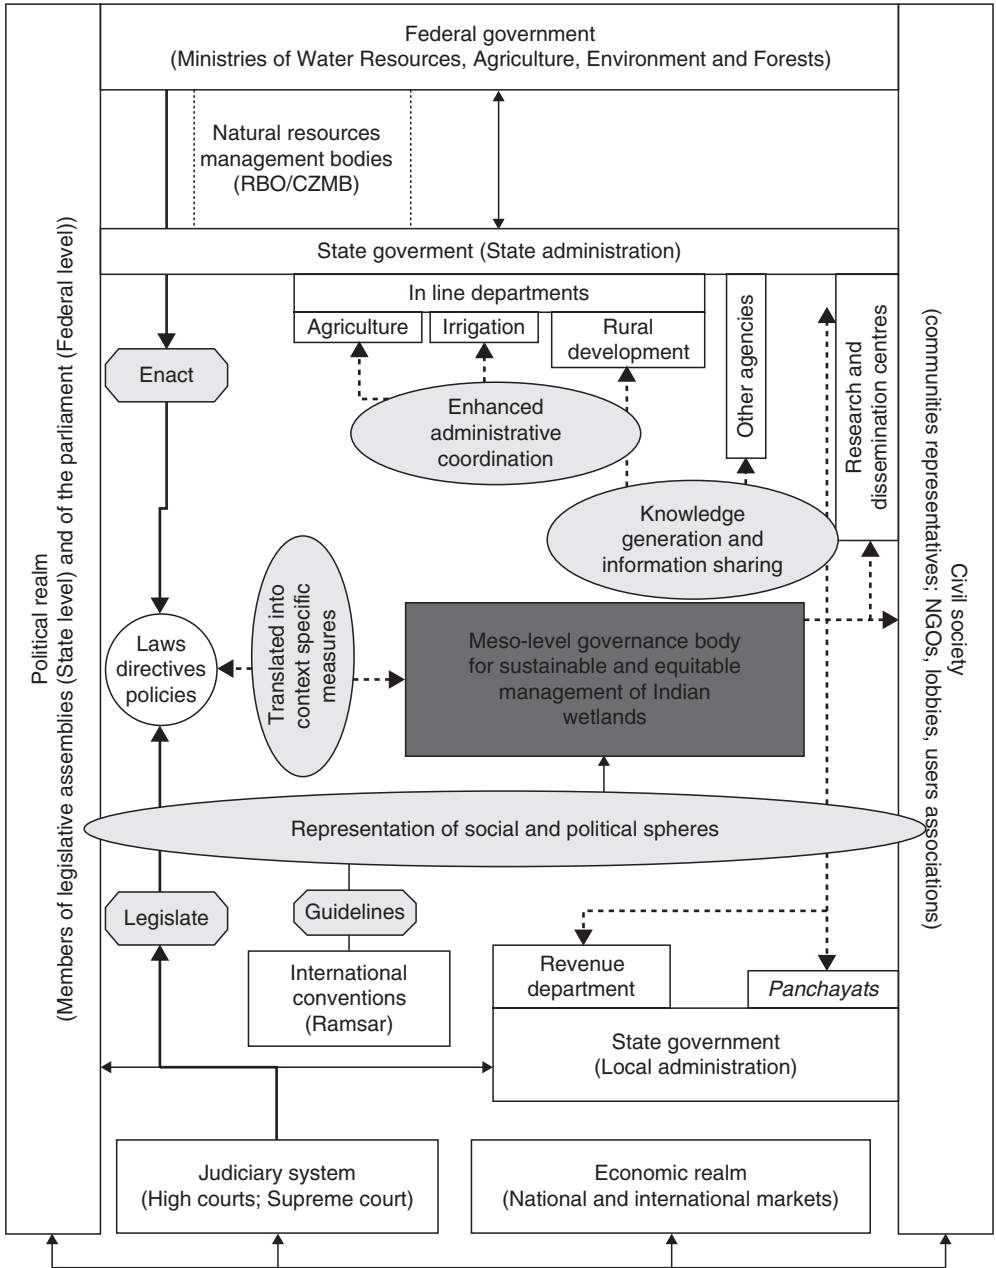 Federal government
(Ministries of Water Resources, Agriculture, Environment and Forests)
Natural resources
management bodies
(RBO/CZMB)
State goverment (State administration)
In line departments
Agriculture
Irrigation
Rural
development
Other agencies
Research and
dissemination centres
Enact
Enhanced
administrative
coordination
Knowledge
generation and
information sharing
Political realm
(Members of legislative assemblies (State level) and of the parliament (Federal level))
Civil society
(communities representatives; NGOs, lobbies, users associations)
Laws
directives
policies
Translated into
context specific
measures
Meso-level governance body
for sustainable and equitable
management of Indian
wetlands
Representation of social and political spheres
Legislate
Guidelines
International
conventions
(Ramsar)
Revenue
department
Panchayats
State government
(Local administration)
Judiciary system
(High courts; Supreme court)
Economic realm
(National and international markets)